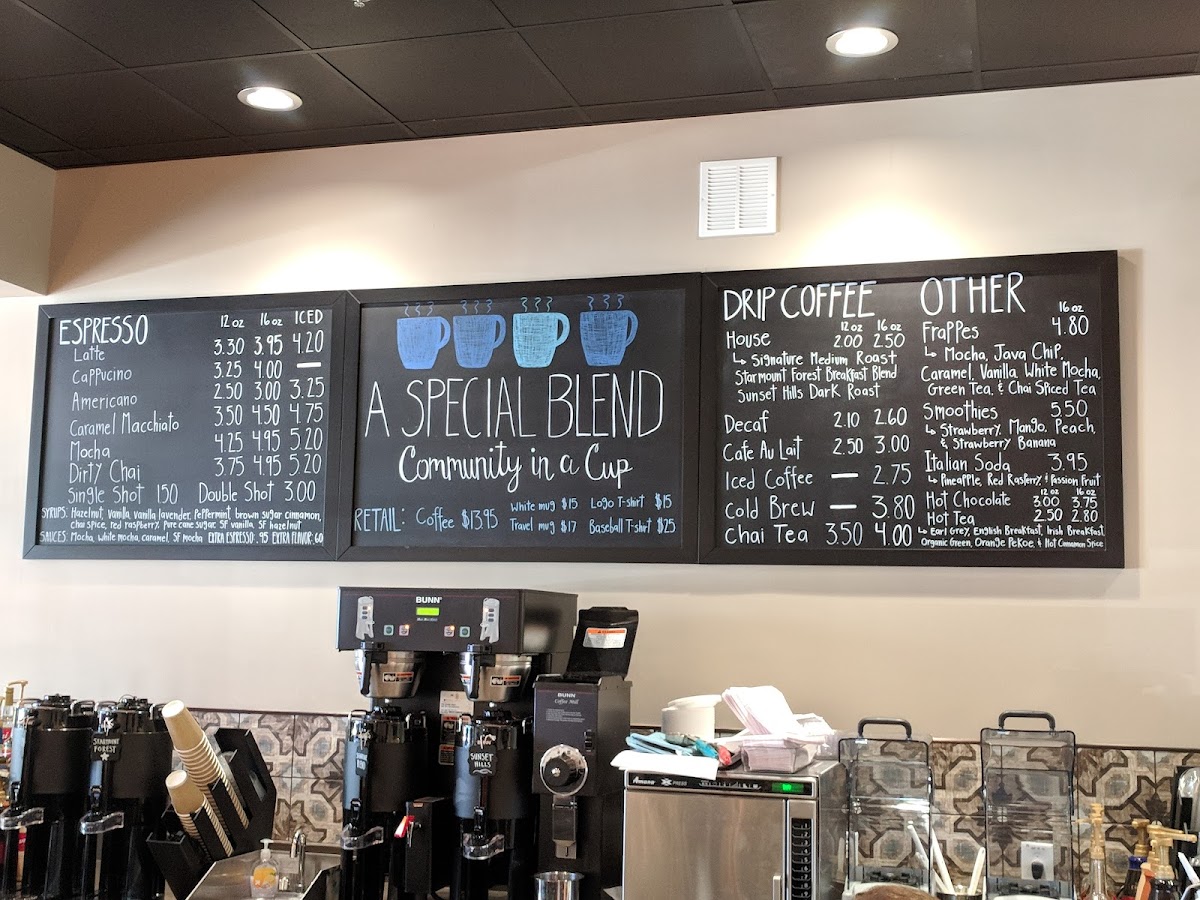 ESPRESSO 12 oz 16 oz ICED
Latte 3.30 3.95 4.20
Cappucino 3.25 4.00 —
Americano 2.50 3.00 3.25
Caramel Macchiato 3.50 4.50 4.75
Mocha 4.25 4.95 5.20
Dirty Chai 3.75 4.95 5.20
Single Shot 150 Double Shot 3.00
SYRUPS: Hazelnut, Vanilla, vanilla lavender, Peppermint, brown sugar cinnamon,
chai spice, red raspberry, Pure cane sugar, SF vanilla, SF hazelnut
SAUCES: Mocha, white mocha, caramel, SF mocha EXTRA ESPRESSO: .95 EXTRA FLAVOR: 60
A SPECIAL BLEND
Community in a Cup
RETAIL: Coffee $13.95
White mug $15 Logo T-shirt $15
Travel mug $17 Baseball T-shirt $25
DRIP COFFEE
12 oz 16 oz
House 2.00 2.50
↳ Signature Medium Roast
Starmount Forest Breakfast Blend
Sunset Hills Dark Roast
Decaf 2.10 2.60
Cafe Au Lait 2.50 3.00
Iced Coffee — 2.75
cold Brew — 3.80
Chai Tea 3.50 4.00
OTHER
16 oz
Frappes 4.80
↳ Mocha, Java Chip,
Caramel, Vanilla, White Mocha,
Green Tea, & Chai Spiced Tea
Smoothies 5.50
↳ Strawberry, Mango, Peach,
& Strawberry Banana
Italian Soda 3.95
↳ Pineapple, Red Rasperry & Passion Fruit
12 oz 16 oz
Hot Chocolate 3.00 3.75
Hot Tea 2.50 2.80
↳ Earl Grey, English Breakfast, Irish Breakfast,
Organic Green, Orange Pekoe, & Hot Cinnamon Spice
BUNN
BUNN
Coffee Mill
STARMOUNT
FOREST
SUNSET
HILLS
Amana